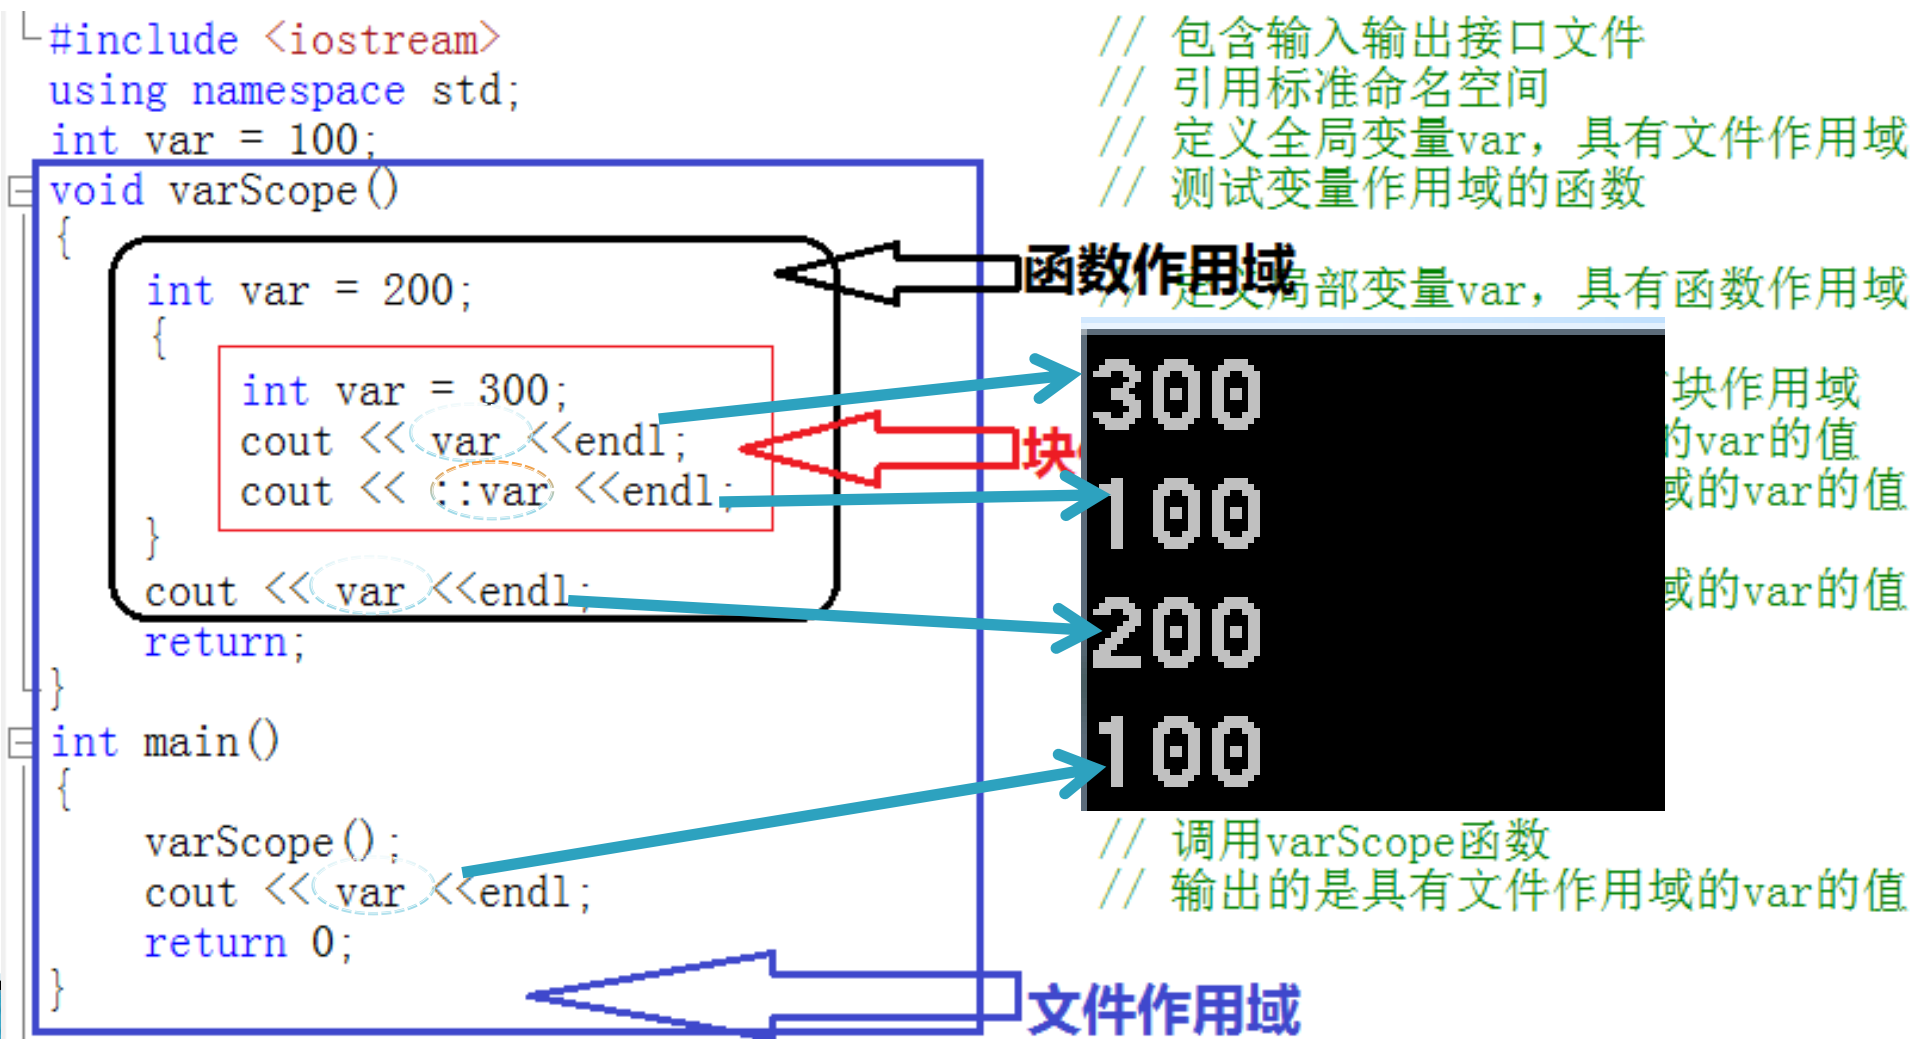 #include <iostream> // 包含输入输出接口文件
using namespace std; // 引用标准命名空间
int var = 100; // 定义全局变量var，具有文件作用域
void varScope() // 测试变量作用域的函数
{
函数作用域
int var = 200; // 定义局部变量var，具有函数作用域
{
int var = 300; 块作用域
cout << var <<endl; 的var的值
块
cout << ::var <<endl; 域的var的值
}
cout << var <<endl; 域的var的值
return;
}
300
100
200
100
int main()
{
varScope(); // 调用varScope函数
cout << var <<endl; // 输出的是具有文件作用域的var的值
return 0;
}
文件作用域